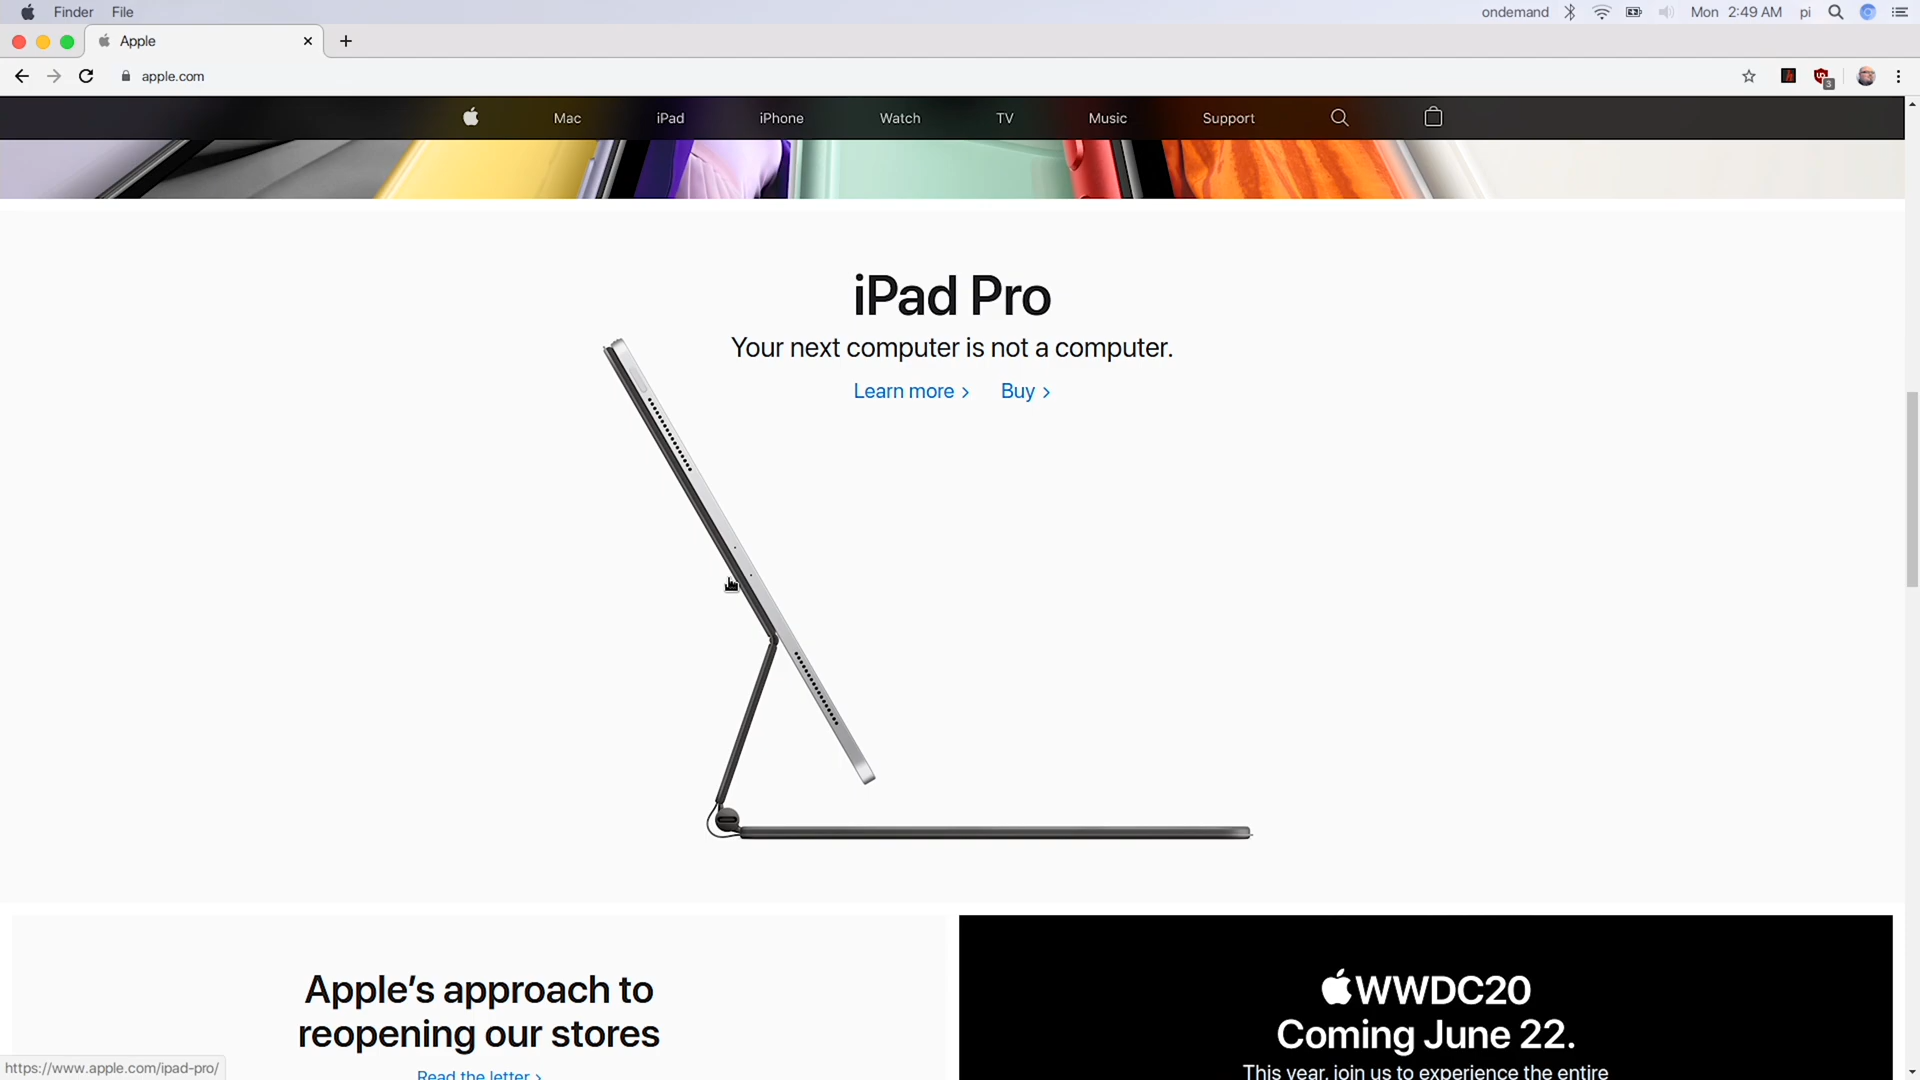 Finder File ondemand Mon 2:49 AM pi
Apple
apple.com
3
Mac iPad iPhone Watch TV Music Support
iPad Pro
Your next computer is not a computer.
Learn more > Buy >
Apple's approach to
reopening our stores
Read the letter >
WWDC20
Coming June 22.
This year, join us to experience the entire
https://www.apple.com/ipad-pro/